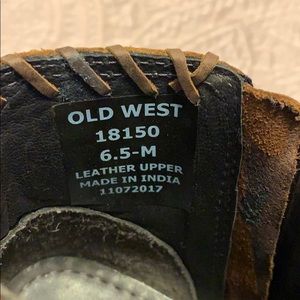 OLD WEST
18150
6.5-M
LEATHER UPPER
MADE IN INDIA
11072017